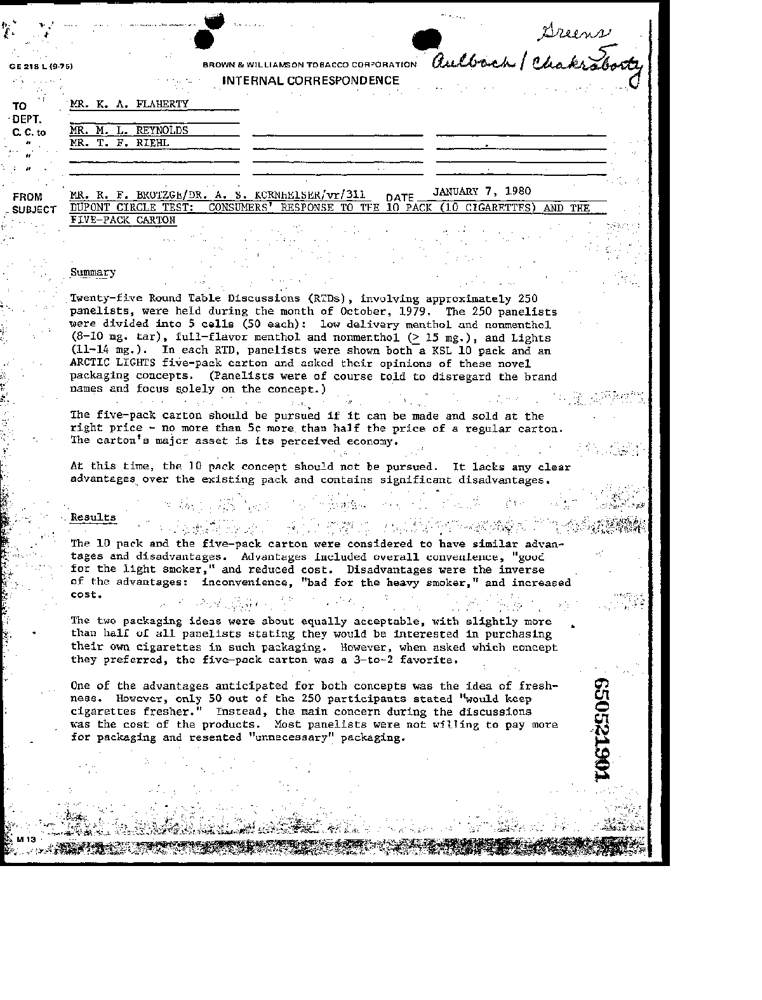 Greens
Aulbach / Chakraborty
GE 218 L (9-76)
BROWN & WILLIAMSON TOBACCO CORPORATION
INTERNAL CORRESPONDENCE
TO MR. K. A. FLAHERTY
DEPT.
C. C. to MR. M. L. REYNOLDS
" MR. T. F. RIEHL
"
"
FROM MR. R. F. BROTZGE/DR. A. S. KORNHEISER/vr/311 DATE JANUARY 7, 1980
SUBJECT DUPONT CIRCLE TEST: CONSUMERS' RESPONSE TO THE 10 PACK (10 CIGARETTES) AND THE
FIVE-PACK CARTON
Summary
Twenty-five Round Table Discussions (RTDs), involving approximately 250
panelists, were held during the month of October, 1979. The 250 panelists
were divided into 5 cells (50 each): low delivery menthol and nonmenthol
(8-10 mg. tar), full-flavor menthol and nonmenthol (≥ 15 mg.), and Lights
(11-14 mg.). In each RTD, panelists were shown both a KSL 10 pack and an
ARCTIC LIGHTS five-pack carton and asked their opinions of these novel
packaging concepts. (Panelists were of course told to disregard the brand
names and focus solely on the concept.)
The five-pack carton should be pursued if it can be made and sold at the
right price - no more than 5c more than half the price of a regular carton.
The carton's major asset is its perceived economy.
At this time, the 10 pack concept should not be pursued. It lacks any clear
advantages over the existing pack and contains significant disadvantages.
Results
The 10 pack and the five-pack carton were considered to have similar advan-
tages and disadvantages. Advantages included overall convenience, "good
for the light smoker," and reduced cost. Disadvantages were the inverse
of the advantages: inconvenience, "bad for the heavy smoker," and increased
cost.
The two packaging ideas were about equally acceptable, with slightly more
than half of all panelists stating they would be interested in purchasing
their own cigarettes in such packaging. However, when asked which concept
they preferred, the five-pack carton was a 3-to-2 favorite.
One of the advantages anticipated for both concepts was the idea of fresh-
ness. However, only 50 out of the 250 participants stated "would keep
cigarettes fresher." Instead, the main concern during the discussions
was the cost of the products. Most panelists were not willing to pay more
for packaging and resented "unnecessary" packaging.
650521901
M 13